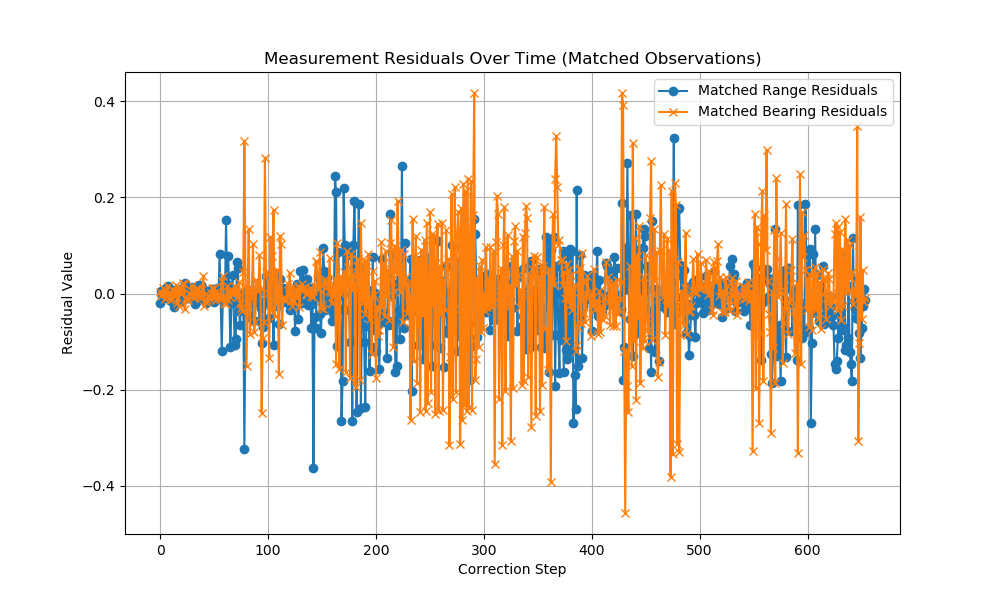 Measurement Residuals Over Time (Matched Observations)
Matched Range Residuals
Matched Bearing Residuals
Residual Value
0.4
0.2
0.0
−0.2
−0.4
0 100 200 300 400 500 600
Correction Step